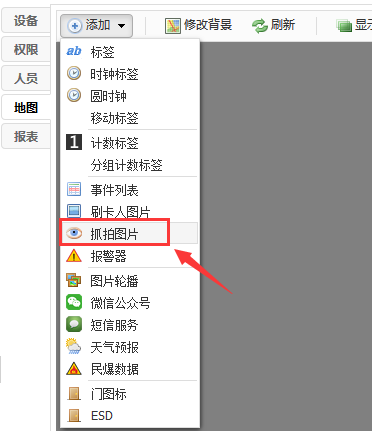 设备
权限
人员
地图
报表
添加 修改背景 刷新 显示
ab 标签
时钟标签
圆时钟
移动标签
1 计数标签
分组计数标签
事件列表
刷卡人图片
抓拍图片
报警器
图片轮播
微信公众号
短信服务
天气预报
民爆数据
门图标
ESD